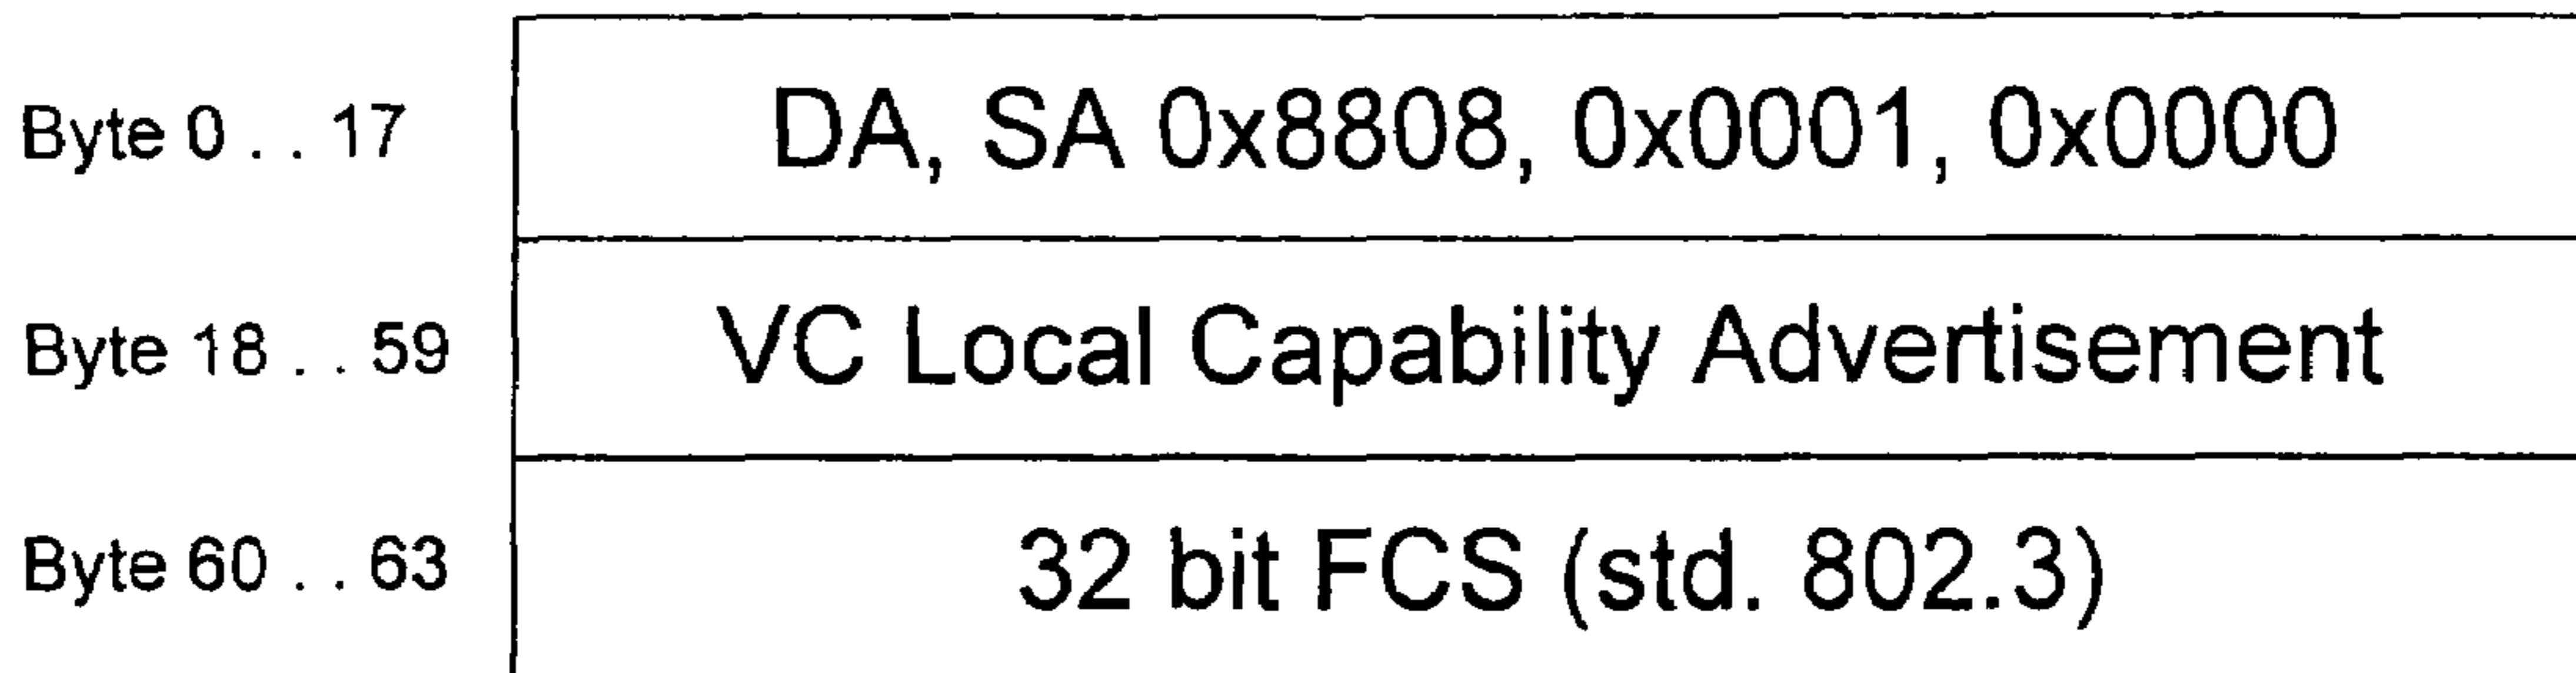 Byte 0 . . 17 DA, SA 0x8808, 0x0001, 0x0000
Byte 18 . . 59 VC Local Capability Advertisement
Byte 60 . . 63 32 bit FCS (std. 802.3)